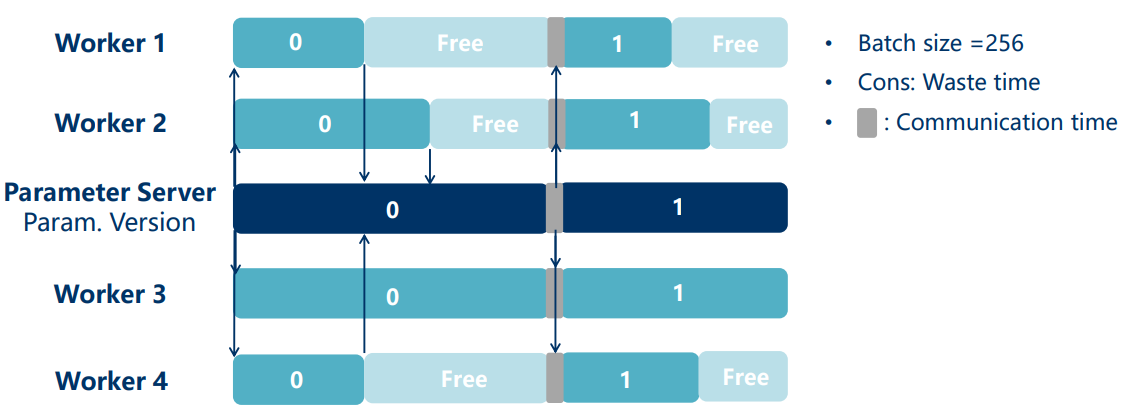 Worker 1
0
Free
1
Free
• Batch size =256
• Cons: Waste time
• : Communication time
Worker 2
0
Free
1
Free
Parameter Server
Param. Version
0
1
Worker 3
0
1
Worker 4
0
Free
1
Free